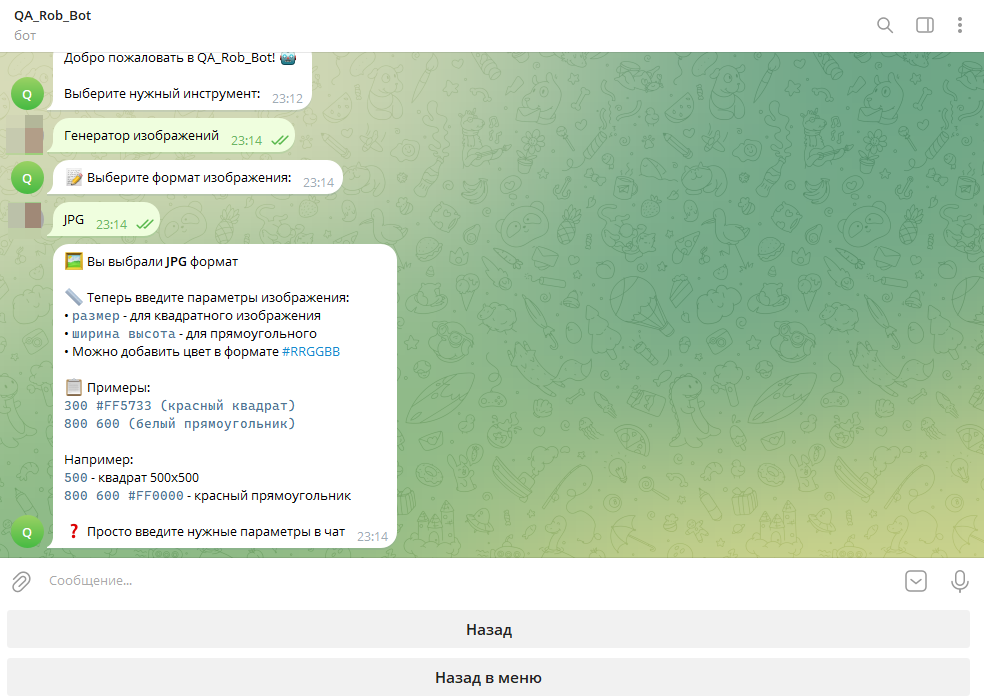 QA_Rob_Bot
бот
Добро пожаловать в QA_Rob_Bot! 🤖
Выберите нужный инструмент: 23:12
Q
Генератор изображений 23:14
Q
📝 Выберите формат изображения: 23:14
JPG 23:14
🖼️ Вы выбрали JPG формат
📏 Теперь введите параметры изображения:
• размер - для квадратного изображения
• ширина высота - для прямоугольного
• Можно добавить цвет в формате #RRGGBB
📋 Примеры:
300 #FF5733 (красный квадрат)
800 600 (белый прямоугольник)
Например:
500 - квадрат 500x500
800 600 #FF0000 - красный прямоугольник
❓ Просто введите нужные параметры в чат 23:14
Q
Сообщение...
Назад
Назад в меню